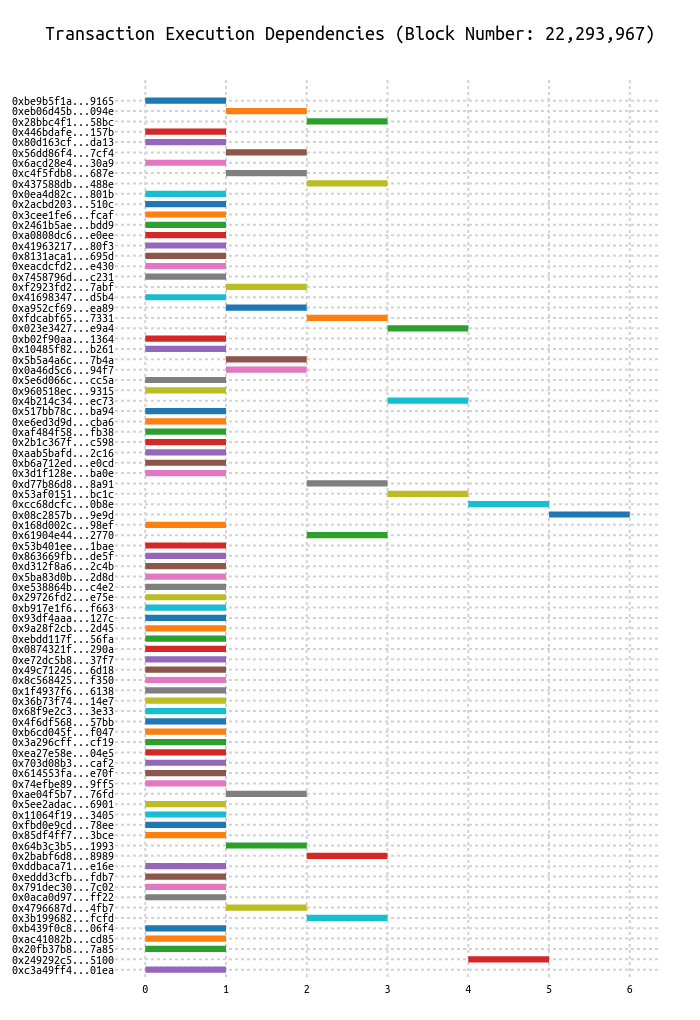 Transaction Execution Dependencies (Block Number: 22,293,967)
0xbe9b5f1a...9165
0xeb06d45b...094e
0x28bbc4f1...58bc
0x446bdafe...157b
0x80d163cf...da13
0x56dd86f4...7cf4
0x6acd28e4...30a9
0xc4f5fdb8...687e
0x437588db...488e
0x0ea4d82c...801b
0x2acbd203...510c
0x3cee1fe6...fcaf
0x2461b5ae...bdd9
0xa0808dc6...e0ee
0x41963217...80f3
0x8131aca1...695d
0xeacdcfd2...e430
0x7458796d...c231
0xf2923fd2...7abf
0x41698347...d5b4
0xa952cf69...ea89
0xfdcabf65...7331
0x023e3427...e9a4
0xb02f90aa...1364
0x10485f82...b261
0x5b5a4a6c...7b4a
0x0a46d5c6...94f7
0x5e6d066c...cc5a
0x960518ec...9315
0x4b214c34...ec73
0x517bb78c...ba94
0xe6ed3d9d...cba6
0xaf484f58...fb38
0x2b1c367f...c598
0xaab5bafd...2c16
0xb6a712ed...e0cd
0x3d1f128e...ba0e
0xd77b86d8...8a91
0x53af0151...bc1c
0xcc68dcfc...0b8e
0x08c2857b...9e9d
0x168d002c...98ef
0x61904e44...2770
0x53b401ee...1bae
0x863669fb...de5f
0xd312f8a6...2c4b
0x5ba83d0b...2d8d
0xe538864b...c4e2
0x29726fd2...e75e
0xb917e1f6...f663
0x93df4aaa...127c
0x9a28f2cb...2d45
0xebdd117f...56fa
0x0874321f...290a
0xe72dc5b8...37f7
0x49c71246...6d18
0x8c568425...f350
0x1f4937f6...6138
0x36b73f74...14e7
0x68f9e2c3...3e33
0x4f6df568...57bb
0xb6cd045f...f047
0x3a296cff...cf19
0xea27e58e...04e5
0x703d08b3...caf2
0x614553fa...e70f
0x74efbe89...9ff5
0xae04f5b7...76fd
0x5ee2adac...6901
0x11064f19...3405
0xfbd0e9cd...78ee
0x85df4ff7...3bce
0x64b3c3b5...1993
0x2babf6d8...8989
0xddbaca71...e16e
0xeddd3cfb...fdb7
0x791dec30...7c02
0x0aca0d97...ff22
0x4796687d...4fb7
0x3b199682...fcfd
0xb439f0c8...06f4
0xac41082b...cd85
0x20fb37b8...7a85
0x249292c5...5100
0xc3a49ff4...01ea
0 1 2 3 4 5 6